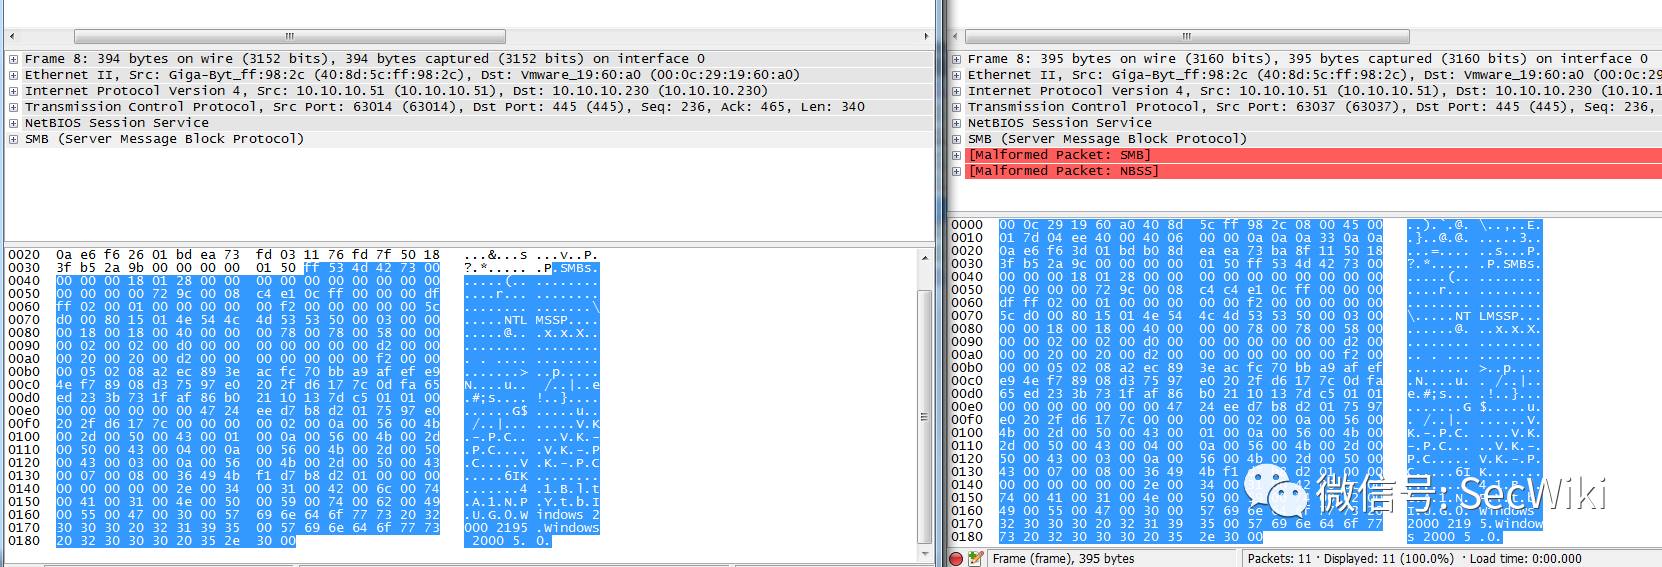 Frame 8: 394 bytes on wire (3152 bits), 394 bytes captured (3152 bits) on interface 0
Ethernet II, Src: Giga-Byt_ff:98:2c (40:8d:5c:ff:98:2c), Dst: Vmware_19:60:a0 (00:0c:29:19:60:a0)
Internet Protocol Version 4, Src: 10.10.10.51 (10.10.10.51), Dst: 10.10.10.230 (10.10.10.230)
Transmission Control Protocol, Src Port: 63014 (63014), Dst Port: 445 (445), Seq: 236, Ack: 465, Len: 340
NetBIOS Session Service
SMB (Server Message Block Protocol)
0020 0a e6 f6 26 01 bd ea 73 fd 03 11 76 fd 7f 50 18 ...&...s ...v..P.
0030 3f b5 2a 9b 00 00 00 00 01 50 ff 53 4d 42 73 00 ?.*..... .P.SMBs.
0040 00 00 00 18 01 28 00 00 00 00 00 00 00 00 00 00 .....(.. ........
0050 00 00 00 00 72 9c 00 08 c4 e1 0c ff 00 00 00 df ....r... ........
0060 ff 02 00 01 00 00 00 00 00 f2 00 00 00 00 00 5c ........ .......\
0070 d0 00 80 15 01 4e 54 4c 4d 53 53 50 00 03 00 00 .....NTL MSSP....
0080 00 18 00 18 00 40 00 00 00 78 00 78 00 58 00 00 .....@.. .x.x.X..
0090 00 02 00 02 00 d0 00 00 00 00 00 00 00 d2 00 00 ........ ........
00a0 00 20 00 20 00 d2 00 00 00 00 00 00 00 f2 00 00 . . .... ........
00b0 00 05 02 08 a2 ec 89 3e ac fc 70 bb a9 af ef e9 .......> ..p.....
00c0 4e f7 89 08 d3 75 97 e0 20 2f d6 17 7c 0d fa 65 N....u.. /..|..e
00d0 ed 23 3b 73 1f af 86 b0 21 10 13 7d c5 01 01 00 .#;s.... !..}....
00e0 00 00 00 00 00 00 47 24 ee d7 b8 d2 01 75 97 e0 ......G$ .....u..
00f0 20 2f d6 17 7c 00 00 00 00 02 00 0a 00 56 00 4b /..|... .....V.K
0100 00 2d 00 50 00 43 00 01 00 0a 00 56 00 4b 00 2d .-.P.C.. ...V.K.-
0110 00 50 00 43 00 04 00 0a 00 56 00 4b 00 2d 00 50 .P.C.... .V.K.-.P
0120 00 43 00 03 00 0a 00 56 00 4b 00 2d 00 50 00 43 .C.....V .K.-.P.C
0130 00 07 00 08 00 36 49 4b f1 d7 b8 d2 01 00 00 00 .....6IK ........
0140 00 00 00 00 00 2e 00 34 00 31 00 42 00 6c 00 74 .......4 .1.B.l.t
0150 00 41 00 31 00 4e 00 50 00 59 00 74 00 62 00 49 .A.1.N.P .Y.t.b.I
0160 00 55 00 47 00 30 00 57 69 6e 64 6f 77 73 20 32 .U.G.0.W indows 2
0170 30 30 30 20 32 31 39 35 00 57 69 6e 64 6f 77 73 000 2195 .Windows
0180 20 32 30 30 30 20 35 2e 30 00 2000 5. 0.
Frame 8: 395 bytes on wire (3160 bits), 395 bytes captured (3160 bits) on interface 0
Ethernet II, Src: Giga-Byt_ff:98:2c (40:8d:5c:ff:98:2c), Dst: Vmware_19:60:a0 (00:0c:29
Internet Protocol Version 4, Src: 10.10.10.51 (10.10.10.51), Dst: 10.10.10.230 (10.10.1
Transmission Control Protocol, Src Port: 63037 (63037), Dst Port: 445 (445), Seq: 236,
NetBIOS Session Service
SMB (Server Message Block Protocol)
[Malformed Packet: SMB]
[Malformed Packet: NBSS]
0000 00 0c 29 19 60 a0 40 8d 5c ff 98 2c 08 00 45 00 ..).`.@. \..,..E.
0010 01 7d 04 ee 40 00 40 06 00 00 0a 0a 0a 33 0a 0a .}..@.@. .....3..
0020 0a e6 f6 3d 01 bd b0 8d ea ea 73 ba 8f 11 50 18 ...=.... ..s...P.
0030 3f b5 2a 9c 00 00 00 00 01 50 ff 53 4d 42 73 00 ?.*..... .P.SMBs.
0040 00 00 00 18 01 28 00 00 00 00 00 00 00 00 00 00 .....(.. ........
0050 00 00 00 00 72 9c 00 08 c4 c4 e1 0c ff 00 00 00 ....r... ........
0060 df ff 02 00 01 00 00 00 00 00 f2 00 00 00 00 00 ........ ........
0070 5c d0 00 80 15 01 4e 54 4c 4d 53 53 50 00 03 00 \.....NT LMSSP...
0080 00 00 18 00 18 00 40 00 00 00 78 00 78 00 58 00 ......@. ..x.x.X.
0090 00 00 02 00 02 00 d0 00 00 00 00 00 00 00 d2 00 ........ ........
00a0 00 00 20 00 20 00 d2 00 00 00 00 00 00 00 f2 00 .. . ... ........
00b0 00 00 05 02 08 a2 ec 89 3e ac fc 70 bb a9 af ef ........ >..p....
00c0 e9 4e f7 89 08 d3 75 97 e0 20 2f d6 17 7c 0d fa .N....u. . /..|..
00d0 65 ed 23 3b 73 1f af 86 b0 21 10 13 7d c5 01 01 e.#;s... .!..}...
00e0 00 00 00 00 00 00 00 47 24 ee d7 b8 d2 01 75 97 .......G $.....u.
00f0 e0 20 2f d6 17 7c 00 00 00 00 02 00 0a 00 56 00 . /..|.. ......V.
0100 4b 00 2d 00 50 00 43 00 01 00 0a 00 56 00 4b 00 K.-.P.C. ....V.K.
0110 2d 00 50 00 43 00 04 00 0a 00 56 00 4b 00 2d 00 -.P.C... ..V.K.-.
0120 50 00 43 00 03 00 0a 00 56 00 4b 00 2d 00 50 00 P.C..... V.K.-.P.
0130 43 00 07 00 08 00 36 49 4b f1
0140 00 00 00 00 00 00 2e 00 34 00
0150 74 00 41 00 31 00 4e 00 50 00
0160 49 00 55 00 47 00 30 00 57 69 6e 64 6f 77 73 20 I.U.G.0. Windows
0170 32 30 30 30 20 32 31 39 35 00 57 69 6e 64 6f 77 2000 219 5.Window
0180 73 20 32 30 30 30 20 35 2e 30 00 s 2000 5 .0.
微信号: SecWiki
Frame (frame), 395 bytes
Packets: 11 · Displayed: 11 (100.0%) · Load time: 0:00.000